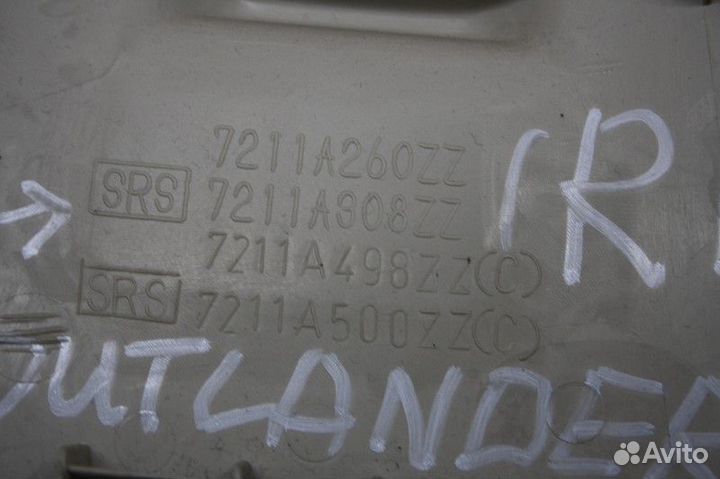 7211A260ZZ
SRS 7211A308ZZ
7211A498ZZ(C)
SRS 7211A500ZZ(C)
OUTLANDER
Avito